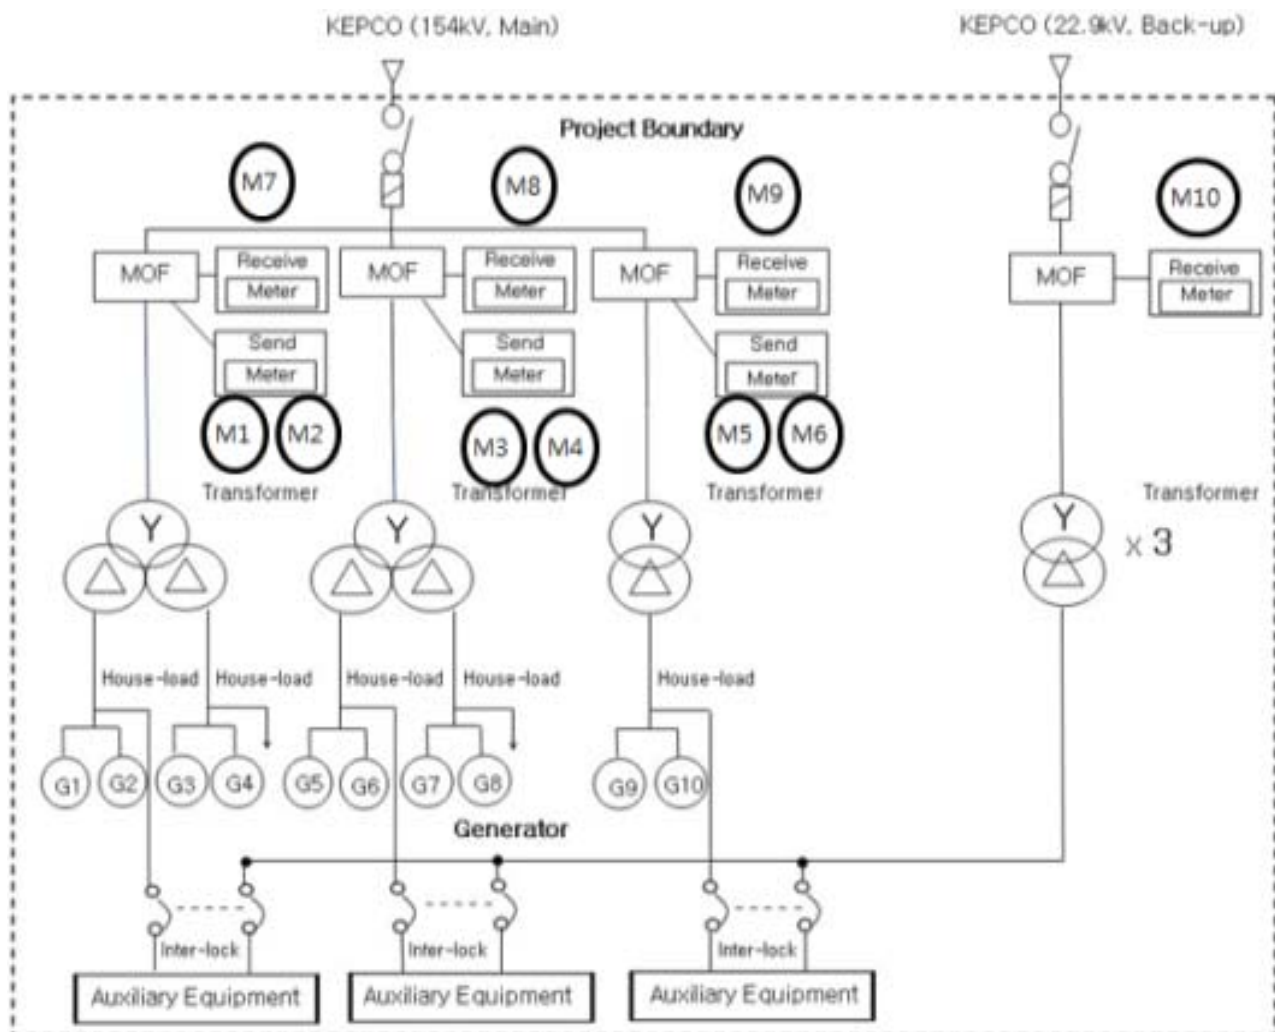 KEPCO (154kV, Main)
KEPCO (22.9kV, Back-up)
Project Boundary
M7
M8
M9
M10
MOF
Receive
Meter
MOF
Receive
Meter
MOF
Receive
Meter
MOF
Receive
Meter
Send
Meter
Send
Meter
Send
Meter
M1
M2
M3
M4
M5
M6
Transformer
Transformer
Transformer
Transformer
Y
Y
Y
x 3
House-load
House-load
House-load
House-load
House-load
G1
G2
G3
G4
G5
G6
G7
G8
G9
G10
Generator
Inter-lock
Inter-lock
Inter-lock
Auxiliary Equipment
Auxiliary Equipment
Auxiliary Equipment